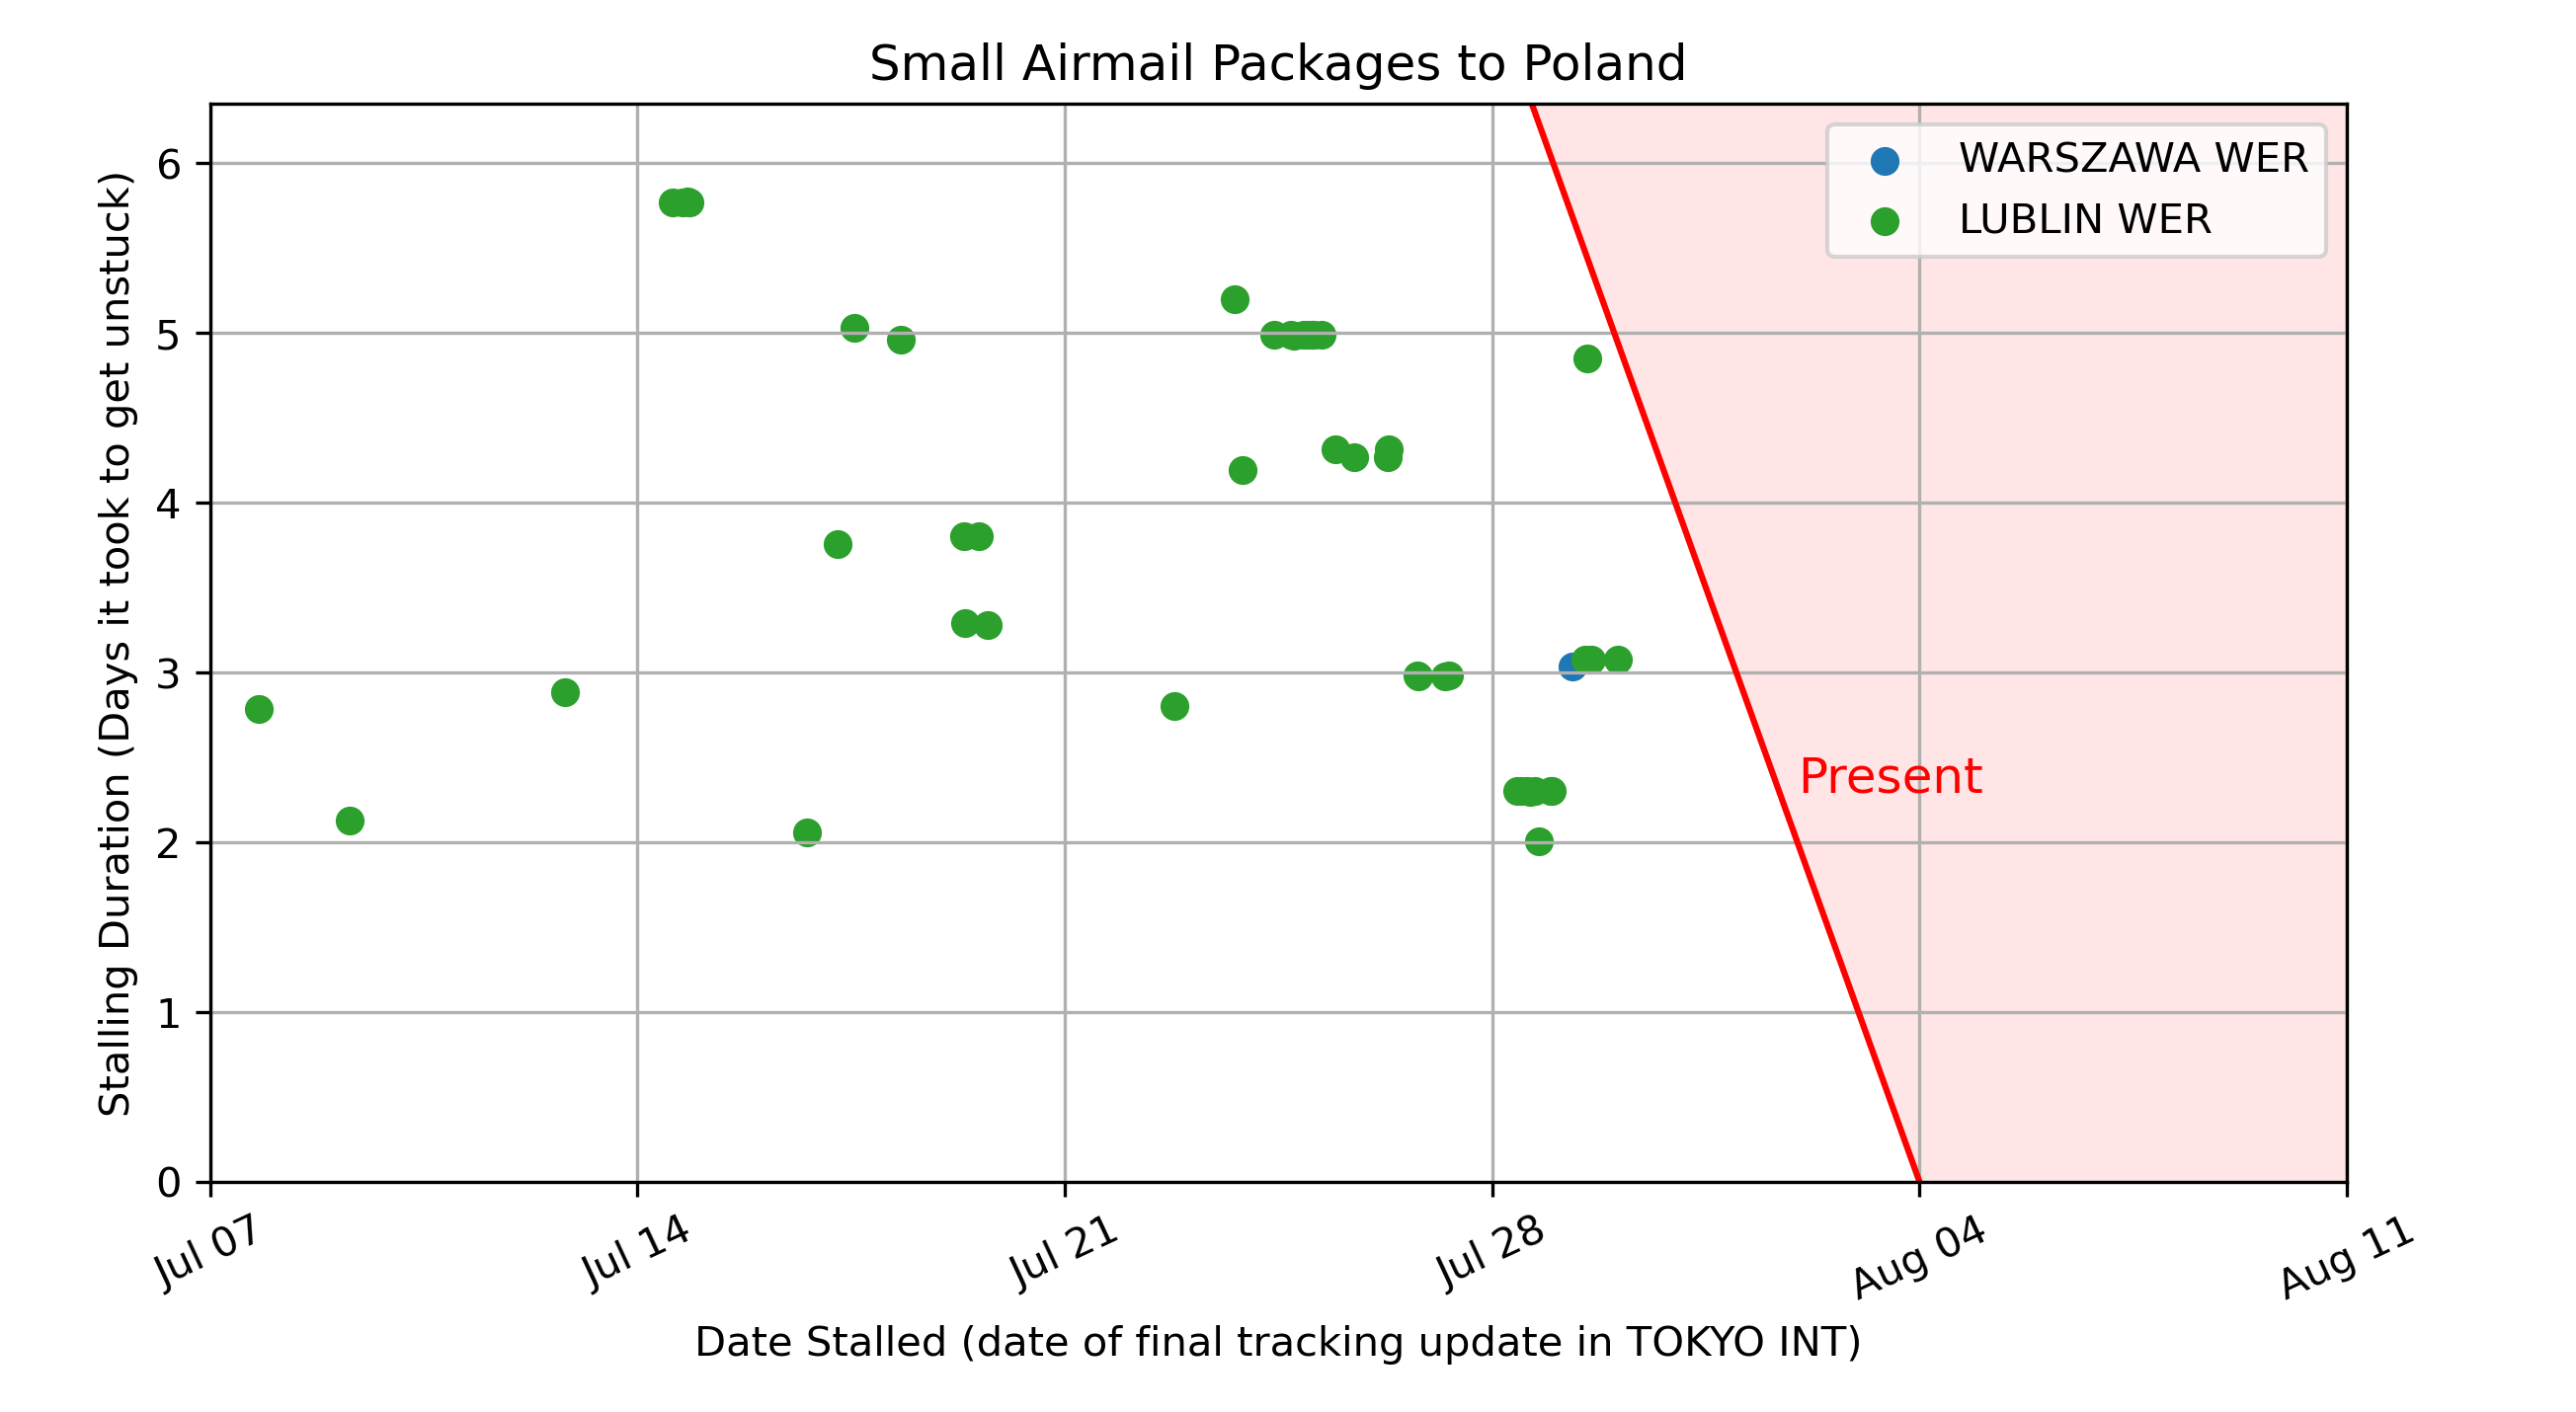 Small Airmail Packages to Poland
WARSZAWA WER
LUBLIN WER
Present
Stalling Duration (Days it took to get unstuck)
6
5
4
3
2
1
0
Jul 07
Jul 14
Jul 21
Jul 28
Aug 04
Aug 11
Date Stalled (date of final tracking update in TOKYO INT)